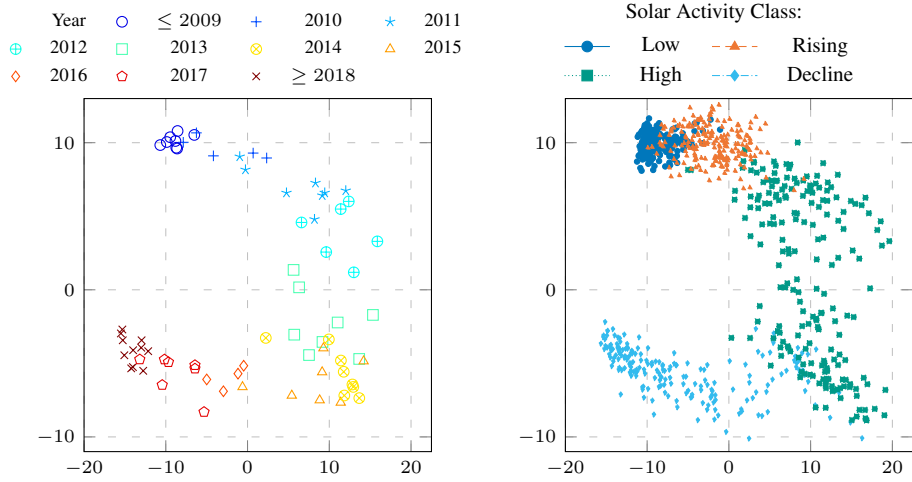 Year ≤ 2009 2010 2011
2012 2013 2014 2015
2016 2017 ≥ 2018
10
0
−10
−20 −10 0 10 20
Solar Activity Class:
Low Rising
High Decline
10
0
−10
−20 −10 0 10 20